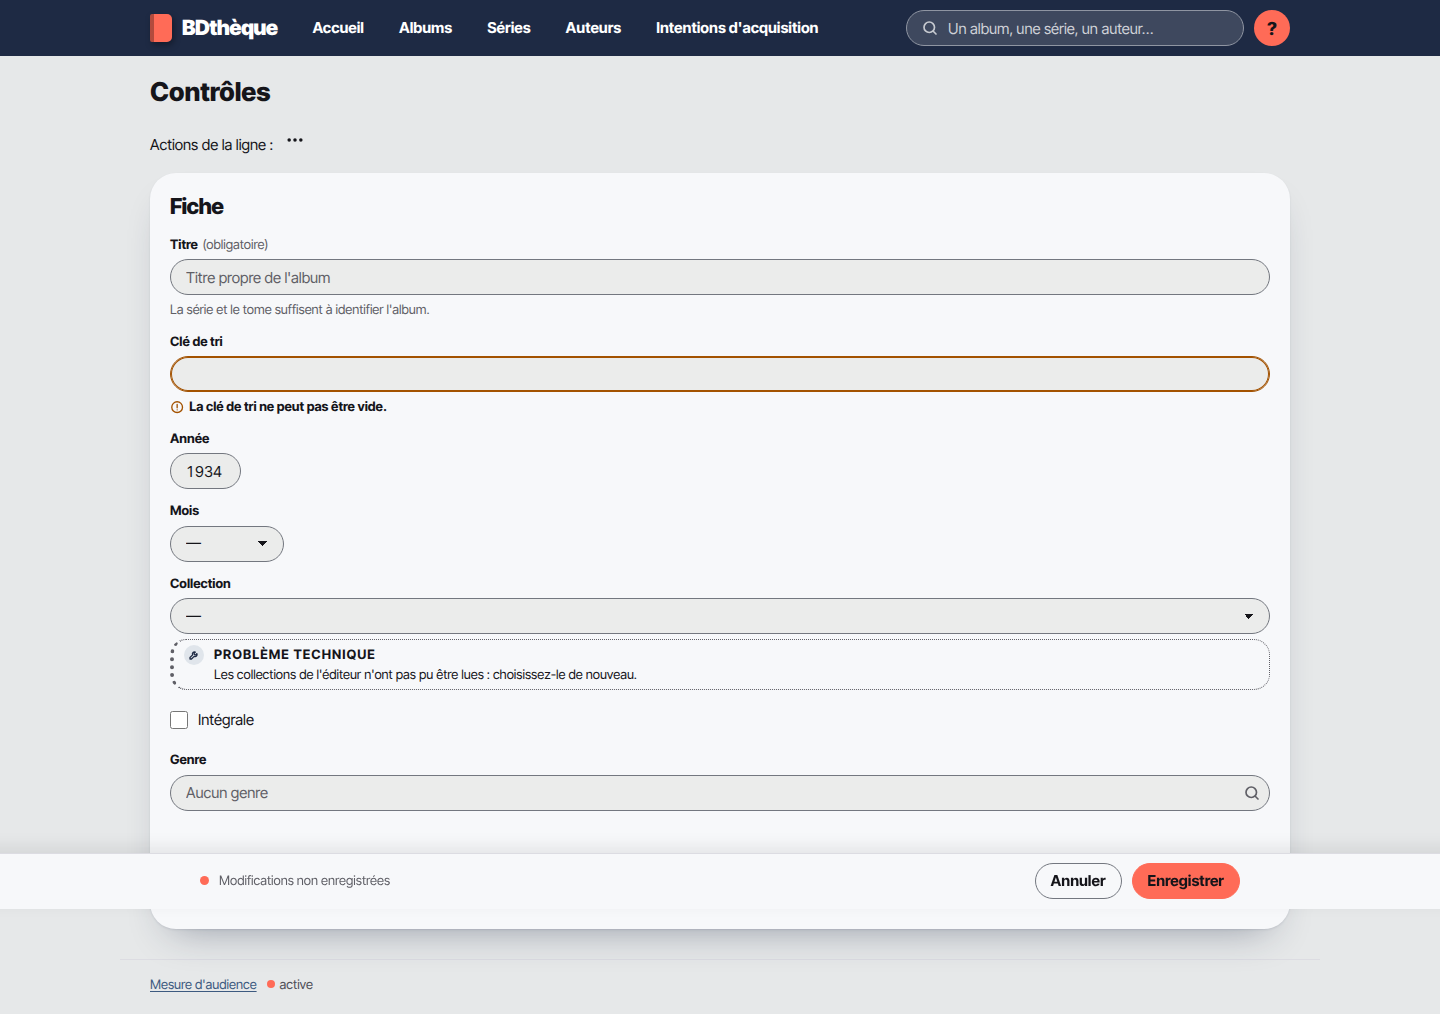 BDthèque Accueil Albums Séries Auteurs Intentions d'acquisition Un album, une série, un auteur... ?
Contrôles
Actions de la ligne : •••
Fiche
Titre (obligatoire)
Titre propre de l'album
La série et le tome suffisent à identifier l'album.
Clé de tri
La clé de tri ne peut pas être vide.
Année
1934
Mois
—
Collection
—
PROBLÈME TECHNIQUE
Les collections de l'éditeur n'ont pas pu être lues : choisissez-le de nouveau.
Intégrale
Genre
Aucun genre
Modifications non enregistrées Annuler Enregistrer
Mesure d'audience active